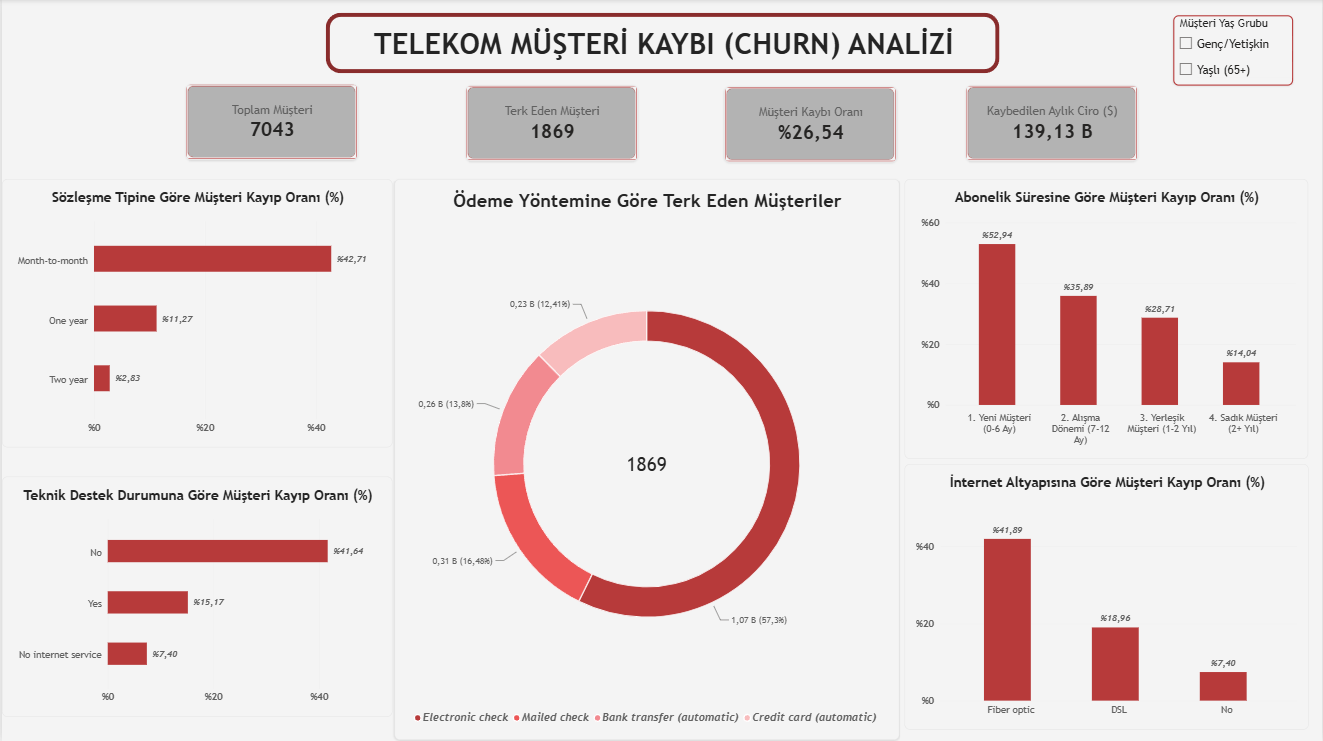 TELEKOM MÜŞTERİ KAYBI (CHURN) ANALİZİ
Müşteri Yaş Grubu
Genç/Yetişkin
Yaşlı (65+)
Toplam Müşteri
7043
Terk Eden Müşteri
1869
Müşteri Kaybı Oranı
%26,54
Kaybedilen Aylık Ciro ($)
139,13 B
Sözleşme Tipine Göre Müşteri Kayıp Oranı (%)
Month-to-month
%42,71
One year
%11,27
Two year
%2,83
%0
%20
%40
Teknik Destek Durumuna Göre Müşteri Kayıp Oranı (%)
No
%41,64
Yes
%15,17
No internet service
%7,40
%0
%20
%40
Ödeme Yöntemine Göre Terk Eden Müşteriler
0,23 B (12,41%)
0,26 B (13,8%)
1869
0,31 B (16,48%)
1,07 B (57,3%)
Electronic check
Mailed check
Bank transfer (automatic)
Credit card (automatic)
Abonelik Süresine Göre Müşteri Kayıp Oranı (%)
%60
%40
%20
%0
%52,94
%35,89
%28,71
%14,04
1. Yeni Müşteri
(0-6 Ay)
2. Alışma
Dönemi (7-12
Ay)
3. Yerleşik
Müşteri (1-2 Yıl)
4. Sadık Müşteri
(2+ Yıl)
İnternet Altyapısına Göre Müşteri Kayıp Oranı (%)
%40
%20
%0
%41,89
%18,96
%7,40
Fiber optic
DSL
No